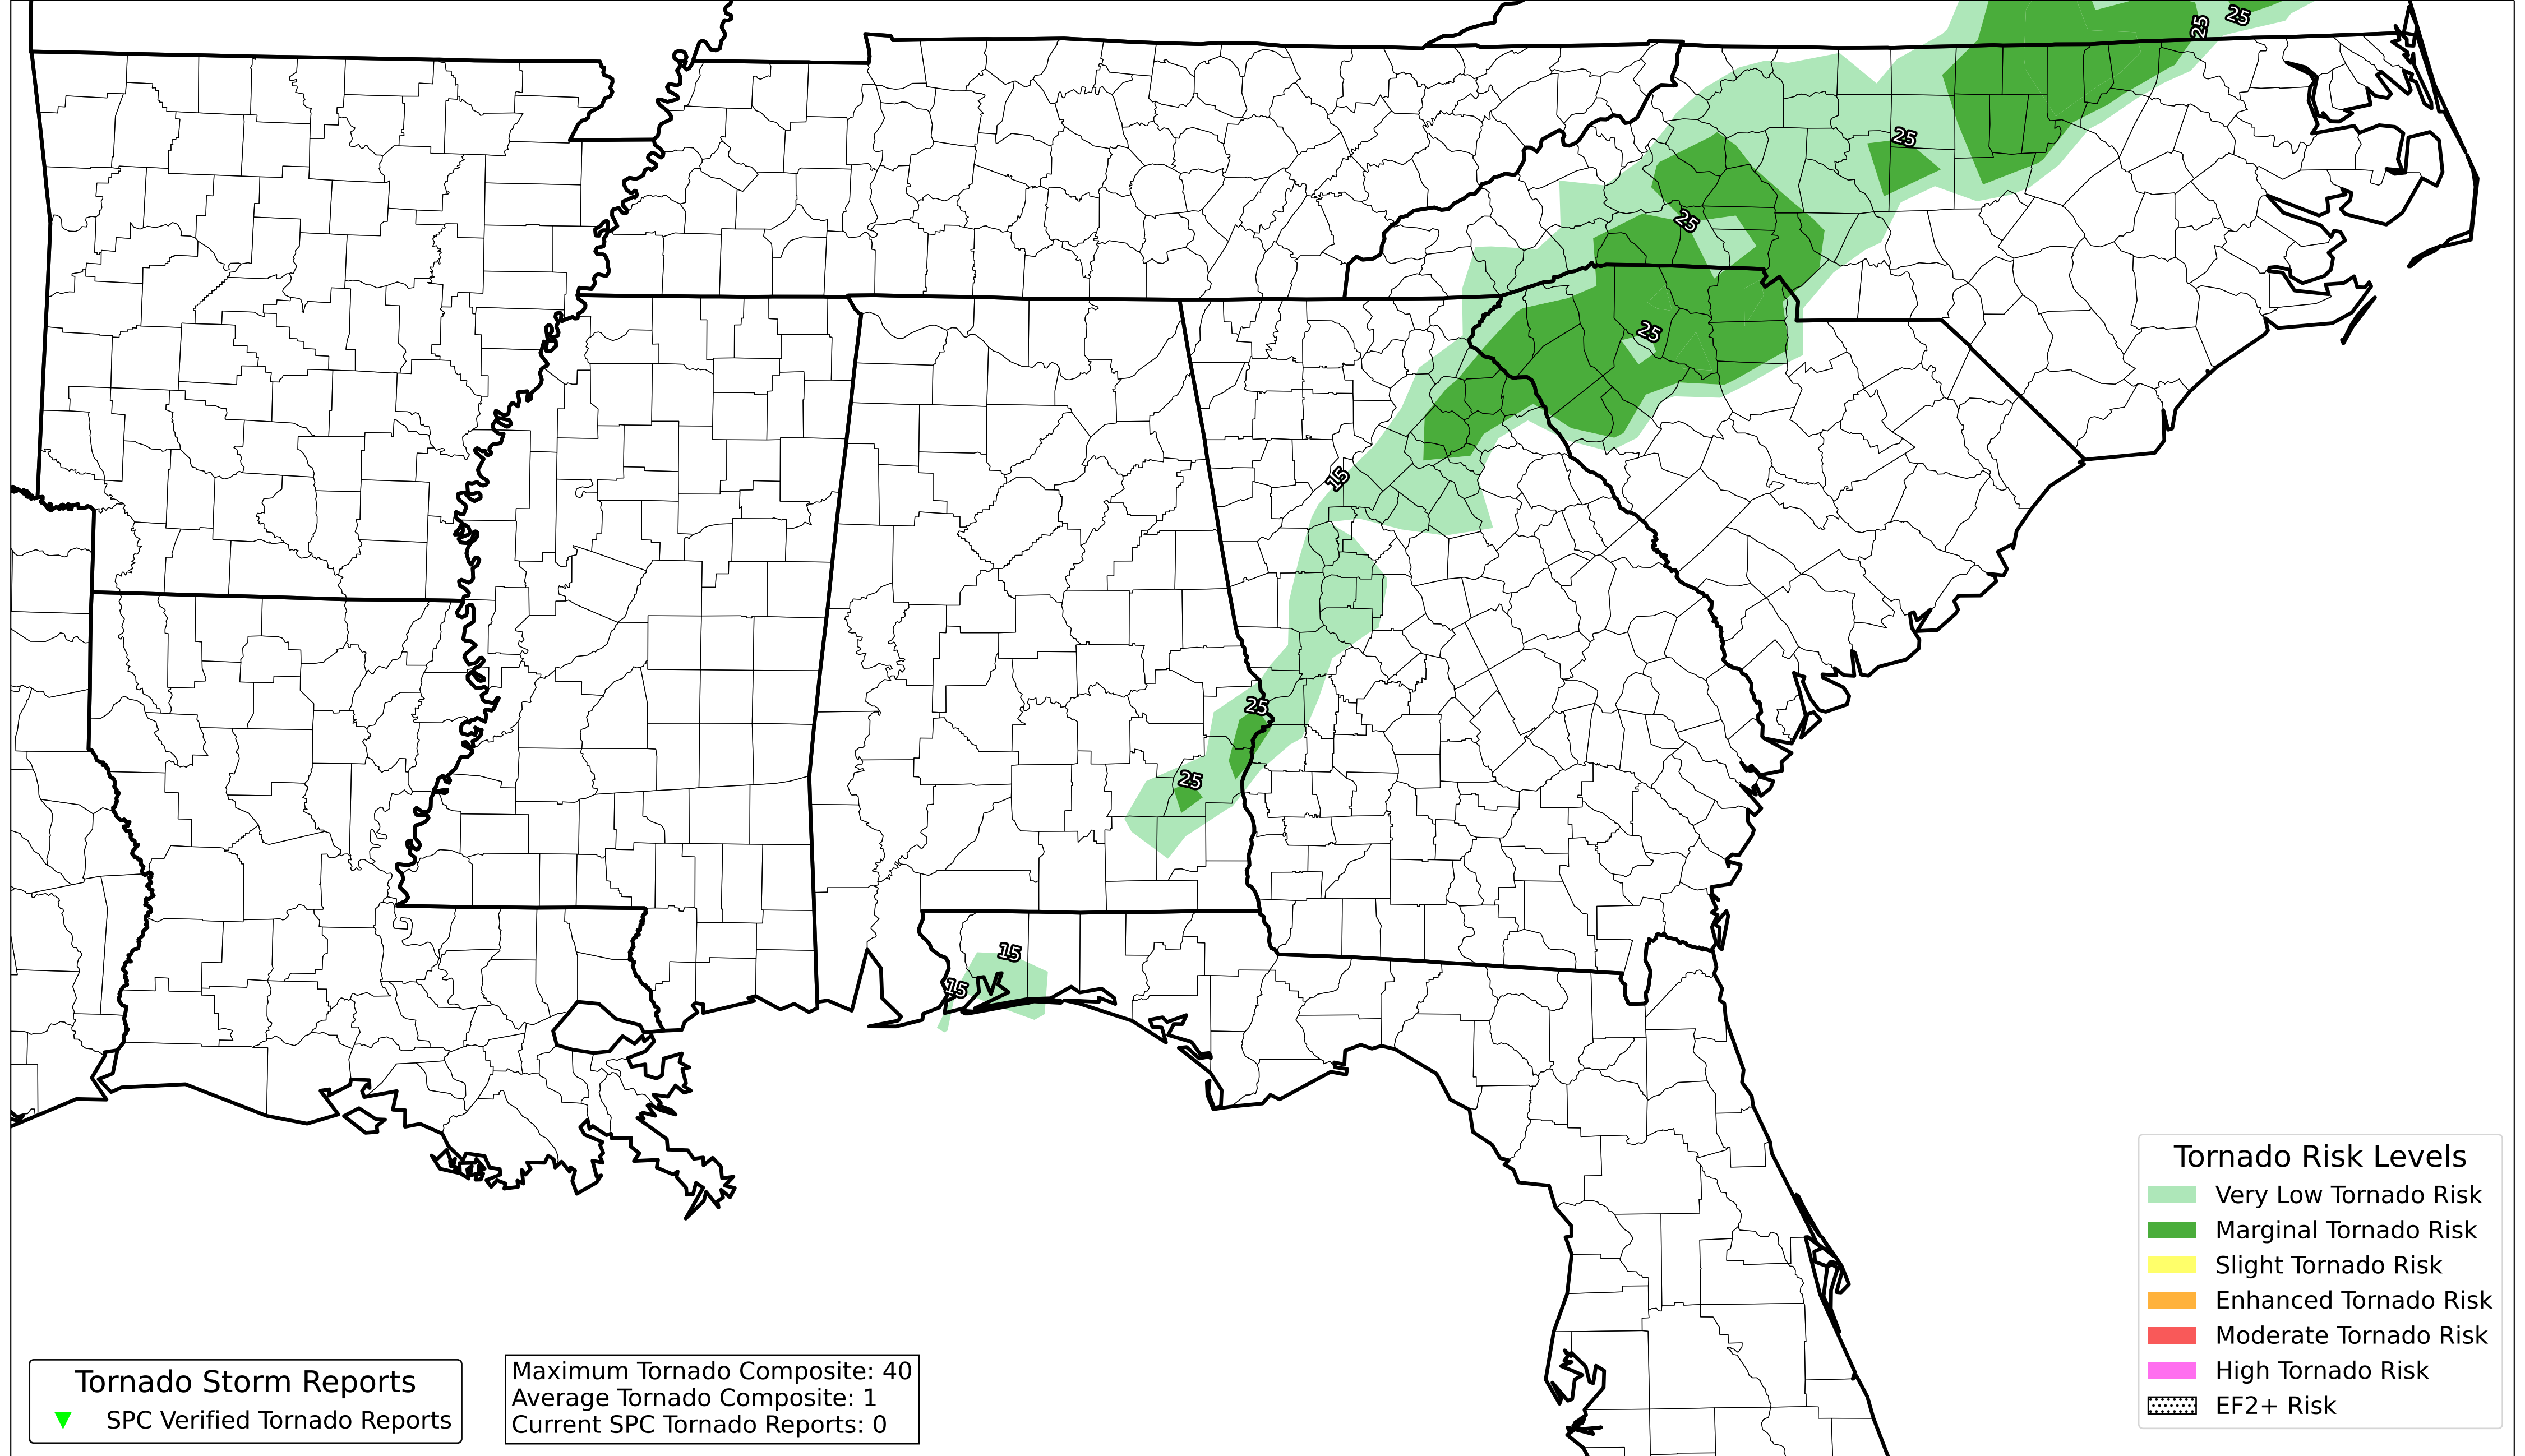 25
25
25
25
25
15
25
25
15
15
Tornado Risk Levels
Very Low Tornado Risk
Marginal Tornado Risk
Slight Tornado Risk
Enhanced Tornado Risk
Moderate Tornado Risk
High Tornado Risk
EF2+ Risk
Tornado Storm Reports
SPC Verified Tornado Reports
Maximum Tornado Composite: 40
Average Tornado Composite: 1
Current SPC Tornado Reports: 0